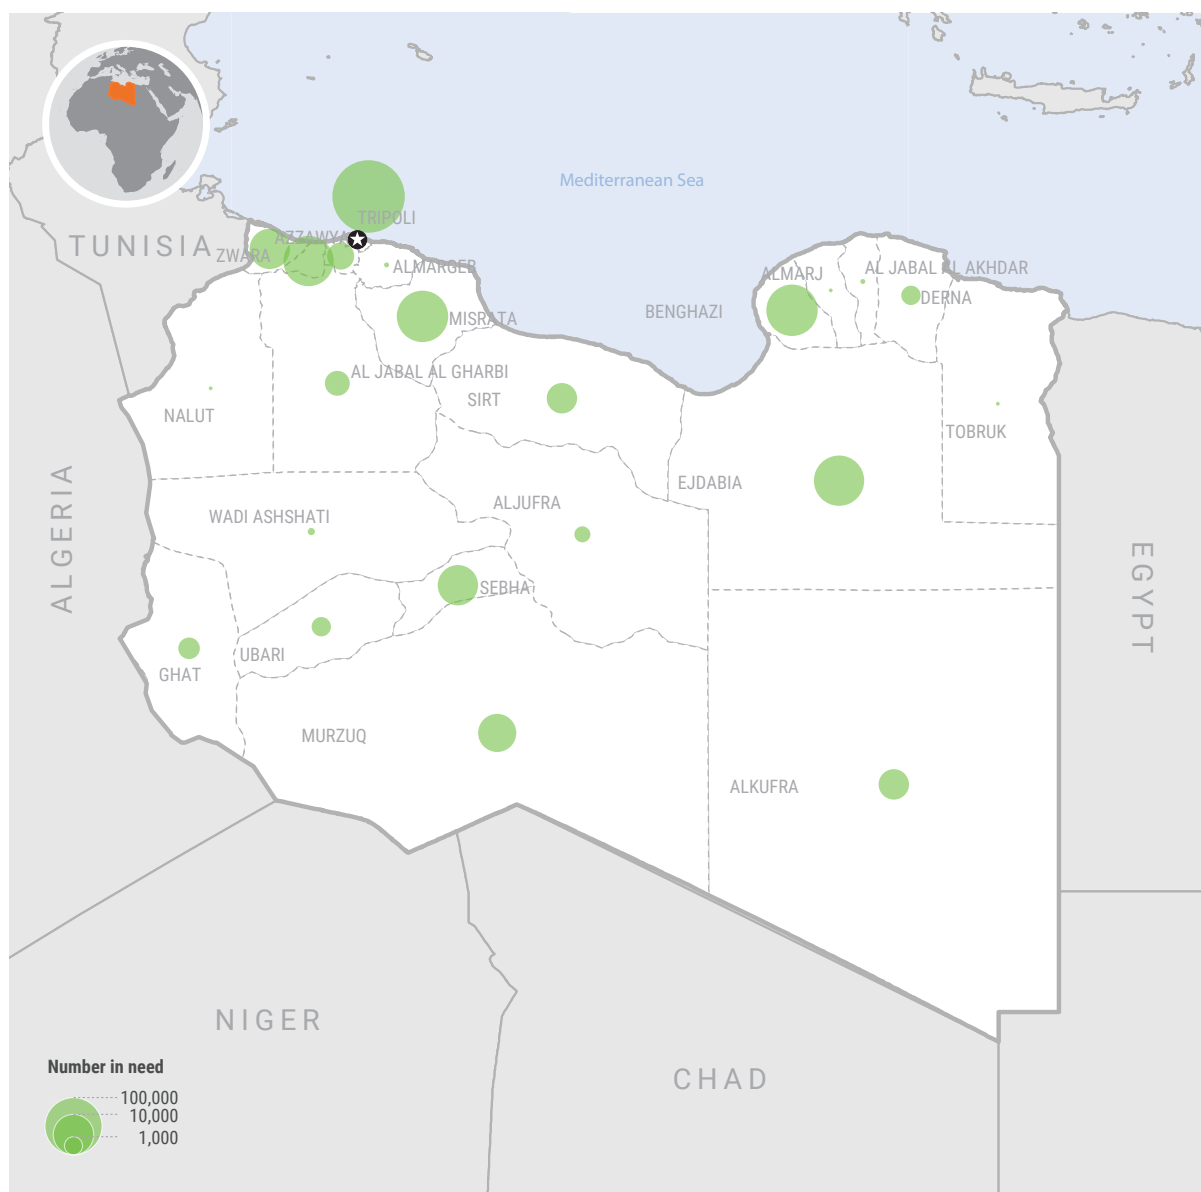 Mediterranean Sea
TRIPOLI
TUNISIA
AZZAWYA
ZWARA
ALMARGEB
ALMARJ
AL JABAL AL AKHDAR
DERNA
BENGHAZI
MISRATA
AL JABAL AL GHARBI
SIRT
NALUT
TOBRUK
EJDABIA
ALJUFRA
WADI ASHSHATI
ALGERIA
EGYPT
SEBHA
UBARI
GHAT
MURZUQ
ALKUFRA
NIGER
CHAD
Number in need
100,000
10,000
1,000